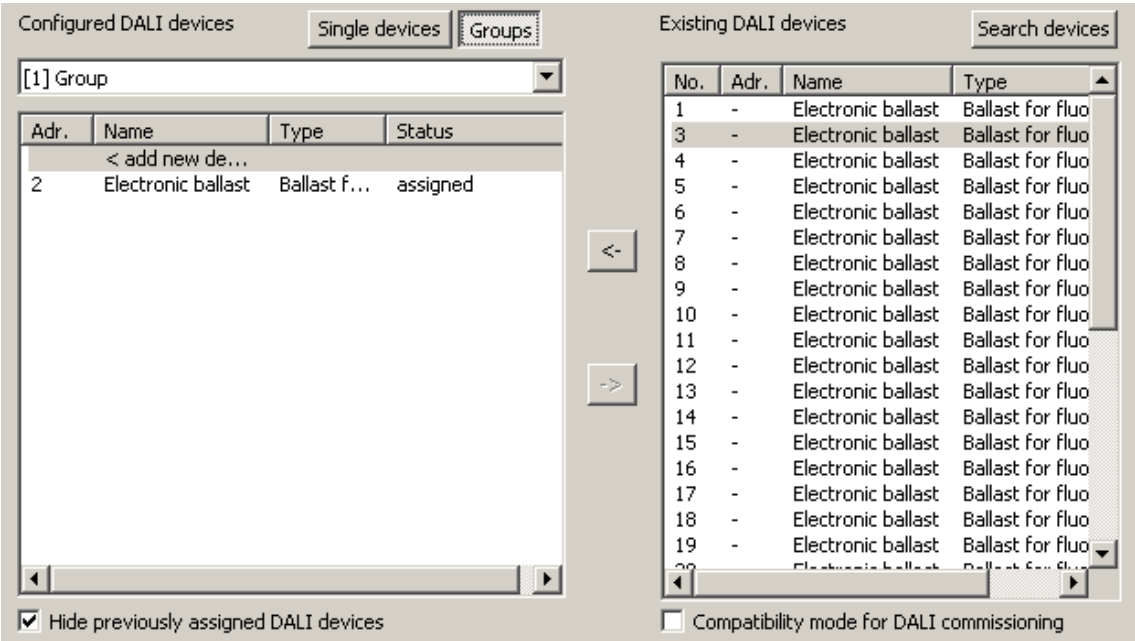 Configured DALI devices Single devices Groups
[1] Group
Adr. Name Type Status
< add new de...
2 Electronic ballast Ballast f... assigned
Hide previously assigned DALI devices
<-
->
Existing DALI devices Search devices
No. Adr. Name Type
1 - Electronic ballast Ballast for fluo
3 - Electronic ballast Ballast for fluo
4 - Electronic ballast Ballast for fluo
5 - Electronic ballast Ballast for fluo
6 - Electronic ballast Ballast for fluo
7 - Electronic ballast Ballast for fluo
8 - Electronic ballast Ballast for fluo
9 - Electronic ballast Ballast for fluo
10 - Electronic ballast Ballast for fluo
11 - Electronic ballast Ballast for fluo
12 - Electronic ballast Ballast for fluo
13 - Electronic ballast Ballast for fluo
14 - Electronic ballast Ballast for fluo
15 - Electronic ballast Ballast for fluo
16 - Electronic ballast Ballast for fluo
17 - Electronic ballast Ballast for fluo
18 - Electronic ballast Ballast for fluo
19 - Electronic ballast Ballast for fluo
Compatibility mode for DALI commissioning